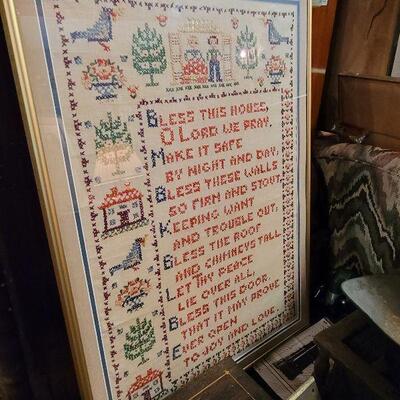 BLESS THIS HOUSE,
O LORD WE PRAY,
MAKE IT SAFE
BY NIGHT AND DAY;
BLESS THESE WALLS
SO FIRM AND STOUT,
KEEPING WANT
AND TROUBLE OUT;
BLESS THE ROOF
AND CHIMNEYS TALL,
LET THY PEACE
LIE OVER ALL,
BLESS THIS DOOR,
THAT IT MAY PROVE
EVER OPEN
TO JOY AND LOVE.